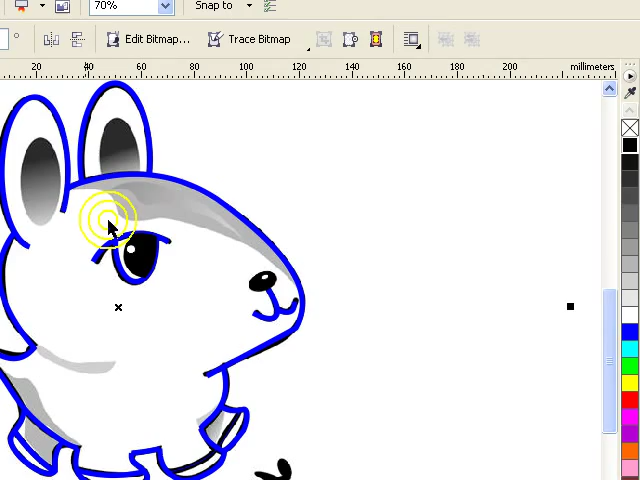 70% Snap to
° Edit Bitmap... Trace Bitmap
20 40 60 80 100 120 140 160 180 200 millimeters